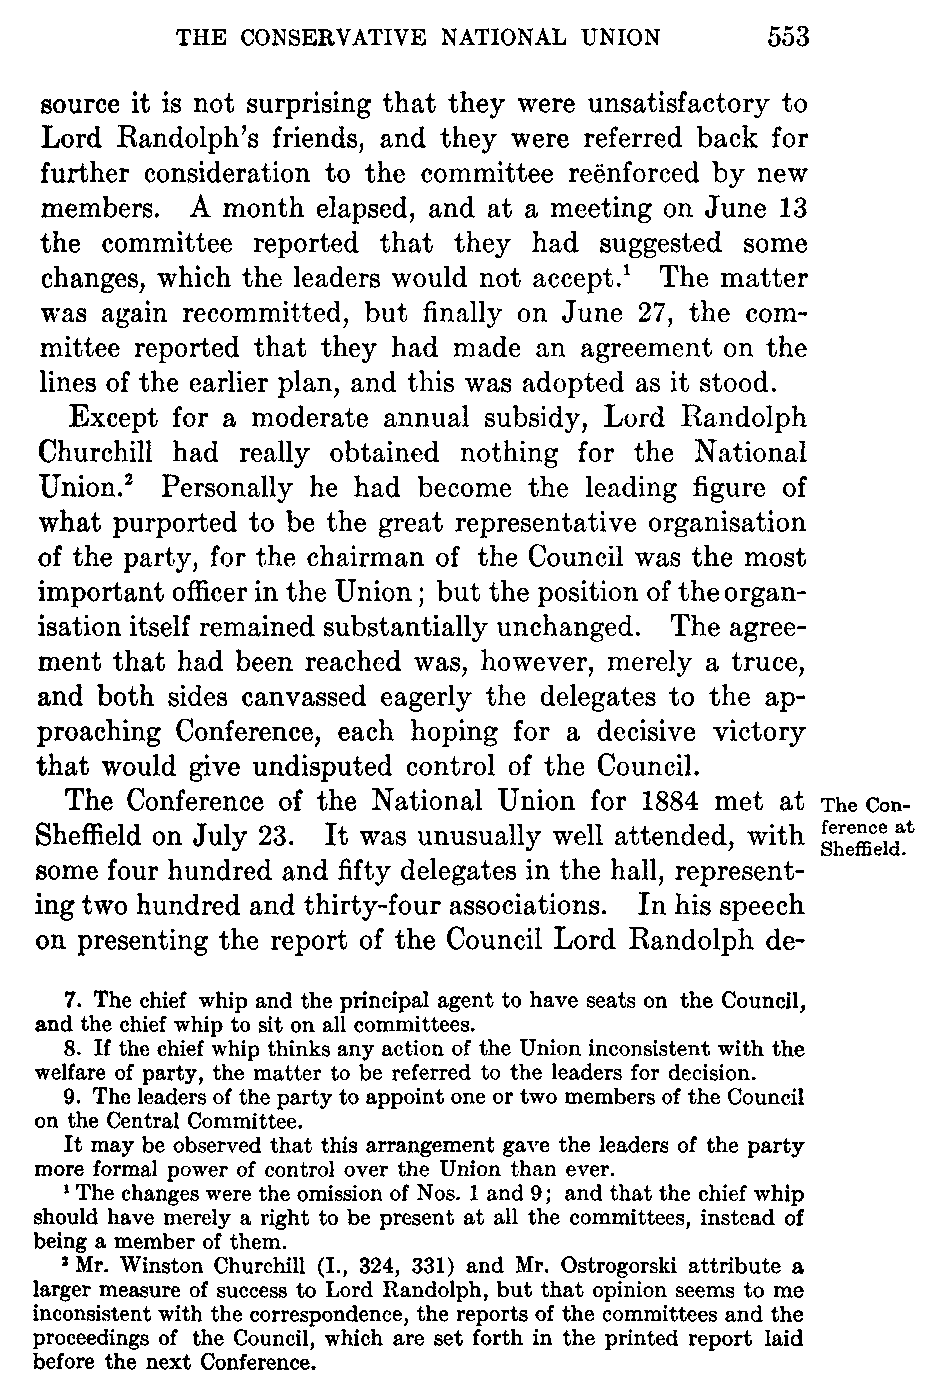 THE CONSERVATIVE NATIONAL UNION 553
source it is not surprising that they were unsatisfactory to
Lord Randolph's friends, and they were referred back for
further consideration to the committee reënforced by new
members. A month elapsed, and at a meeting on June 13
the committee reported that they had suggested some
changes, which the leaders would not accept.¹ The matter
was again recommitted, but finally on June 27, the com-
mittee reported that they had made an agreement on the
lines of the earlier plan, and this was adopted as it stood.
Except for a moderate annual subsidy, Lord Randolph
Churchill had really obtained nothing for the National
Union.² Personally he had become the leading figure of
what purported to be the great representative organisation
of the party, for the chairman of the Council was the most
important officer in the Union; but the position of the organ-
isation itself remained substantially unchanged. The agree-
ment that had been reached was, however, merely a truce,
and both sides canvassed eagerly the delegates to the ap-
proaching Conference, each hoping for a decisive victory
that would give undisputed control of the Council.
The Conference of the National Union for 1884 met at
Sheffield on July 23. It was unusually well attended, with
some four hundred and fifty delegates in the hall, represent-
ing two hundred and thirty-four associations. In his speech
on presenting the report of the Council Lord Randolph de-
The Con-
ference at
Sheffield.
7. The chief whip and the principal agent to have seats on the Council,
and the chief whip to sit on all committees.
8. If the chief whip thinks any action of the Union inconsistent with the
welfare of party, the matter to be referred to the leaders for decision.
9. The leaders of the party to appoint one or two members of the Council
on the Central Committee.
It may be observed that this arrangement gave the leaders of the party
more formal power of control over the Union than ever.
¹ The changes were the omission of Nos. 1 and 9; and that the chief whip
should have merely a right to be present at all the committees, instead of
being a member of them.
² Mr. Winston Churchill (I., 324, 331) and Mr. Ostrogorski attribute a
larger measure of success to Lord Randolph, but that opinion seems to me
inconsistent with the correspondence, the reports of the committees and the
proceedings of the Council, which are set forth in the printed report laid
before the next Conference.